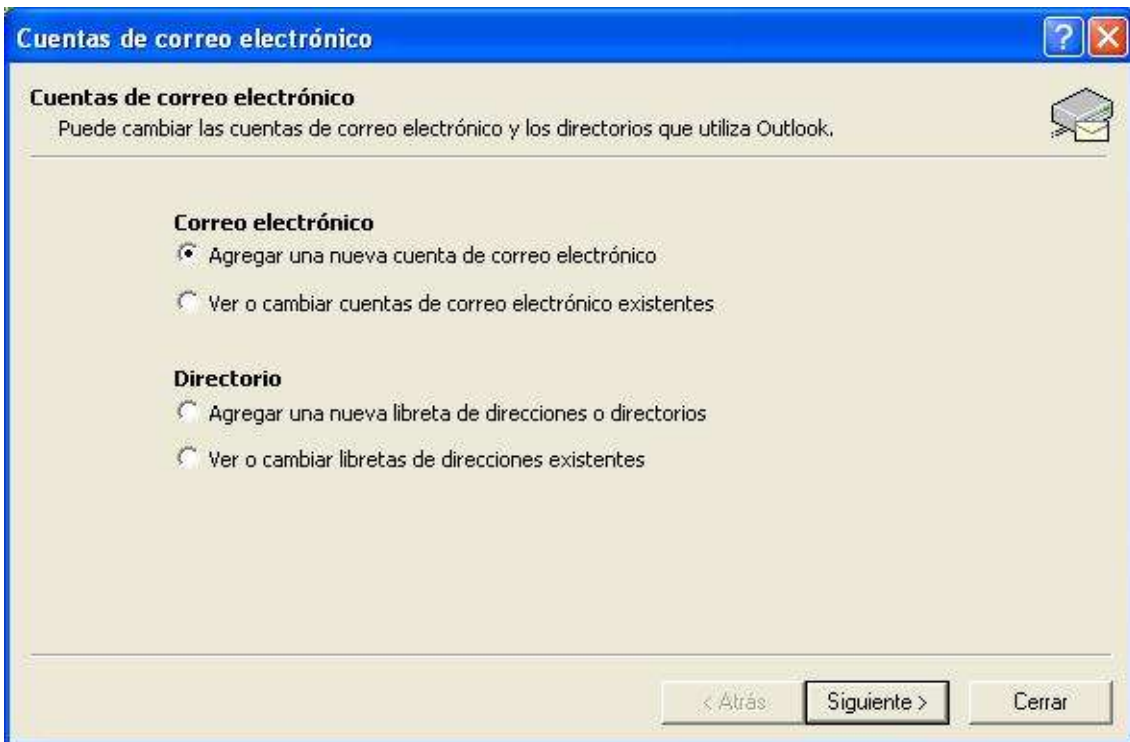 Cuentas de correo electrónico
?
Cuentas de correo electrónico
Puede cambiar las cuentas de correo electrónico y los directorios que utiliza Outlook.
Correo electrónico
Agregar una nueva cuenta de correo electrónico
Ver o cambiar cuentas de correo electrónico existentes
Directorio
Agregar una nueva libreta de direcciones o directorios
Ver o cambiar libretas de direcciones existentes
< Atrás Siguiente > Cerrar